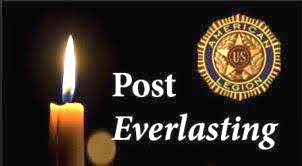 Post
Everlasting
AMERICAN
US
LEGION